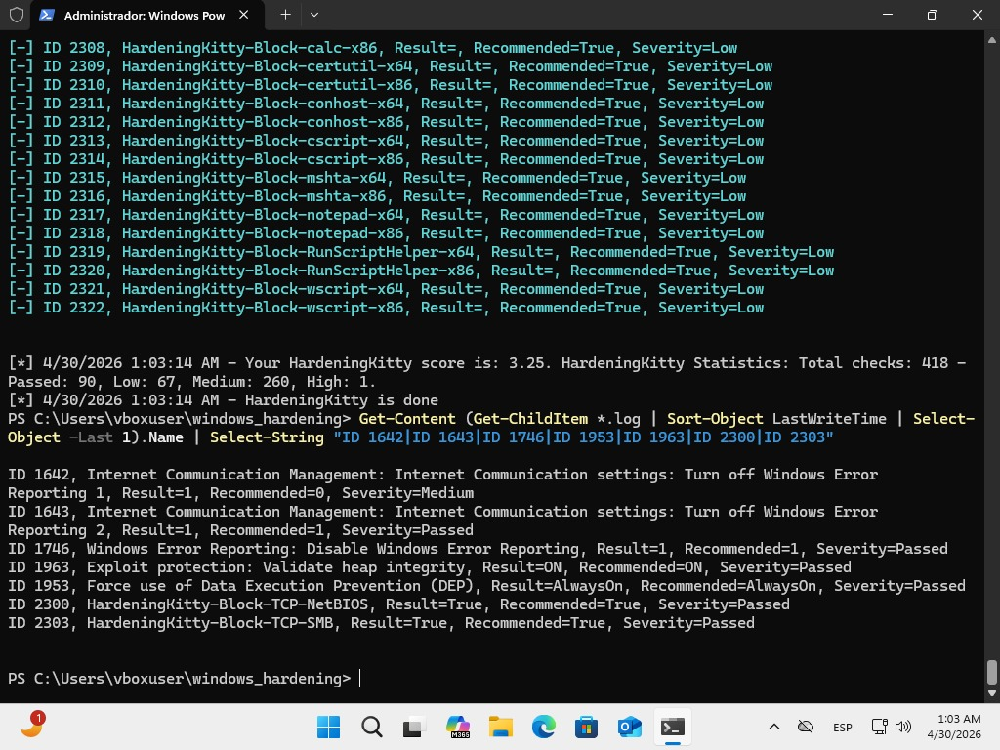 Administrador: Windows Pow
[-] ID 2308, HardeningKitty-Block-calc-x86, Result=, Recommended=True, Severity=Low
[-] ID 2309, HardeningKitty-Block-certutil-x64, Result=, Recommended=True, Severity=Low
[-] ID 2310, HardeningKitty-Block-certutil-x86, Result=, Recommended=True, Severity=Low
[-] ID 2311, HardeningKitty-Block-conhost-x64, Result=, Recommended=True, Severity=Low
[-] ID 2312, HardeningKitty-Block-conhost-x86, Result=, Recommended=True, Severity=Low
[-] ID 2313, HardeningKitty-Block-cscript-x64, Result=, Recommended=True, Severity=Low
[-] ID 2314, HardeningKitty-Block-cscript-x86, Result=, Recommended=True, Severity=Low
[-] ID 2315, HardeningKitty-Block-mshta-x64, Result=, Recommended=True, Severity=Low
[-] ID 2316, HardeningKitty-Block-mshta-x86, Result=, Recommended=True, Severity=Low
[-] ID 2317, HardeningKitty-Block-notepad-x64, Result=, Recommended=True, Severity=Low
[-] ID 2318, HardeningKitty-Block-notepad-x86, Result=, Recommended=True, Severity=Low
[-] ID 2319, HardeningKitty-Block-RunScriptHelper-x64, Result=, Recommended=True, Severity=Low
[-] ID 2320, HardeningKitty-Block-RunScriptHelper-x86, Result=, Recommended=True, Severity=Low
[-] ID 2321, HardeningKitty-Block-wscript-x64, Result=, Recommended=True, Severity=Low
[-] ID 2322, HardeningKitty-Block-wscript-x86, Result=, Recommended=True, Severity=Low
[*] 4/30/2026 1:03:14 AM - Your HardeningKitty score is: 3.25. HardeningKitty Statistics: Total checks: 418 -
Passed: 90, Low: 67, Medium: 260, High: 1.
[*] 4/30/2026 1:03:14 AM - HardeningKitty is done
PS C:\Users\vboxuser\windows_hardening> Get-Content (Get-ChildItem *.log | Sort-Object LastWriteTime | Select-
Object -Last 1).Name | Select-String "ID 1642|ID 1643|ID 1746|ID 1953|ID 1963|ID 2300|ID 2303"
ID 1642, Internet Communication Management: Internet Communication settings: Turn off Windows Error
Reporting 1, Result=1, Recommended=0, Severity=Medium
ID 1643, Internet Communication Management: Internet Communication settings: Turn off Windows Error
Reporting 2, Result=1, Recommended=1, Severity=Passed
ID 1746, Windows Error Reporting: Disable Windows Error Reporting, Result=1, Recommended=1, Severity=Passed
ID 1963, Exploit protection: Validate heap integrity, Result=ON, Recommended=ON, Severity=Passed
ID 1953, Force use of Data Execution Prevention (DEP), Result=AlwaysOn, Recommended=AlwaysOn, Severity=Passed
ID 2300, HardeningKitty-Block-TCP-NetBIOS, Result=True, Recommended=True, Severity=Passed
ID 2303, HardeningKitty-Block-TCP-SMB, Result=True, Recommended=True, Severity=Passed
PS C:\Users\vboxuser\windows_hardening>
1
M365
ESP
1:03 AM
4/30/2026